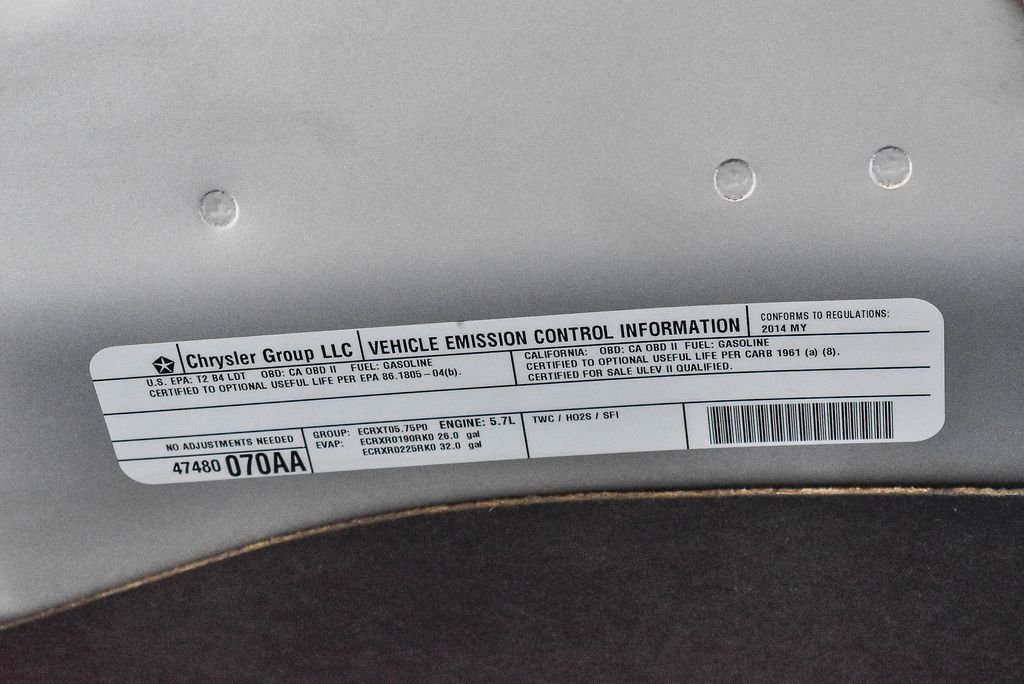 Chrysler Group LLC
VEHICLE EMISSION CONTROL INFORMATION
CONFORMS TO REGULATIONS:
2014 MY
U.S. EPA: T2 B4 LDT OBD: CA OBD II FUEL: GASOLINE
CERTIFIED TO OPTIONAL USEFUL LIFE PER EPA 86.1805-04(b).
CALIFORNIA: OBD: CA OBD II FUEL: GASOLINE
CERTIFIED TO OPTIONAL USEFUL LIFE PER CARB 1961 (a) (8).
CERTIFIED FOR SALE ULEV II QUALIFIED.
NO ADJUSTMENTS NEEDED
47480 070AA
GROUP: ECRXT05.75P0 ENGINE: 5.7L
EVAP: ECRXR0190RK0 26.0 gal
ECRXR0225RK0 32.0 gal
TWC / HO2S / SFI